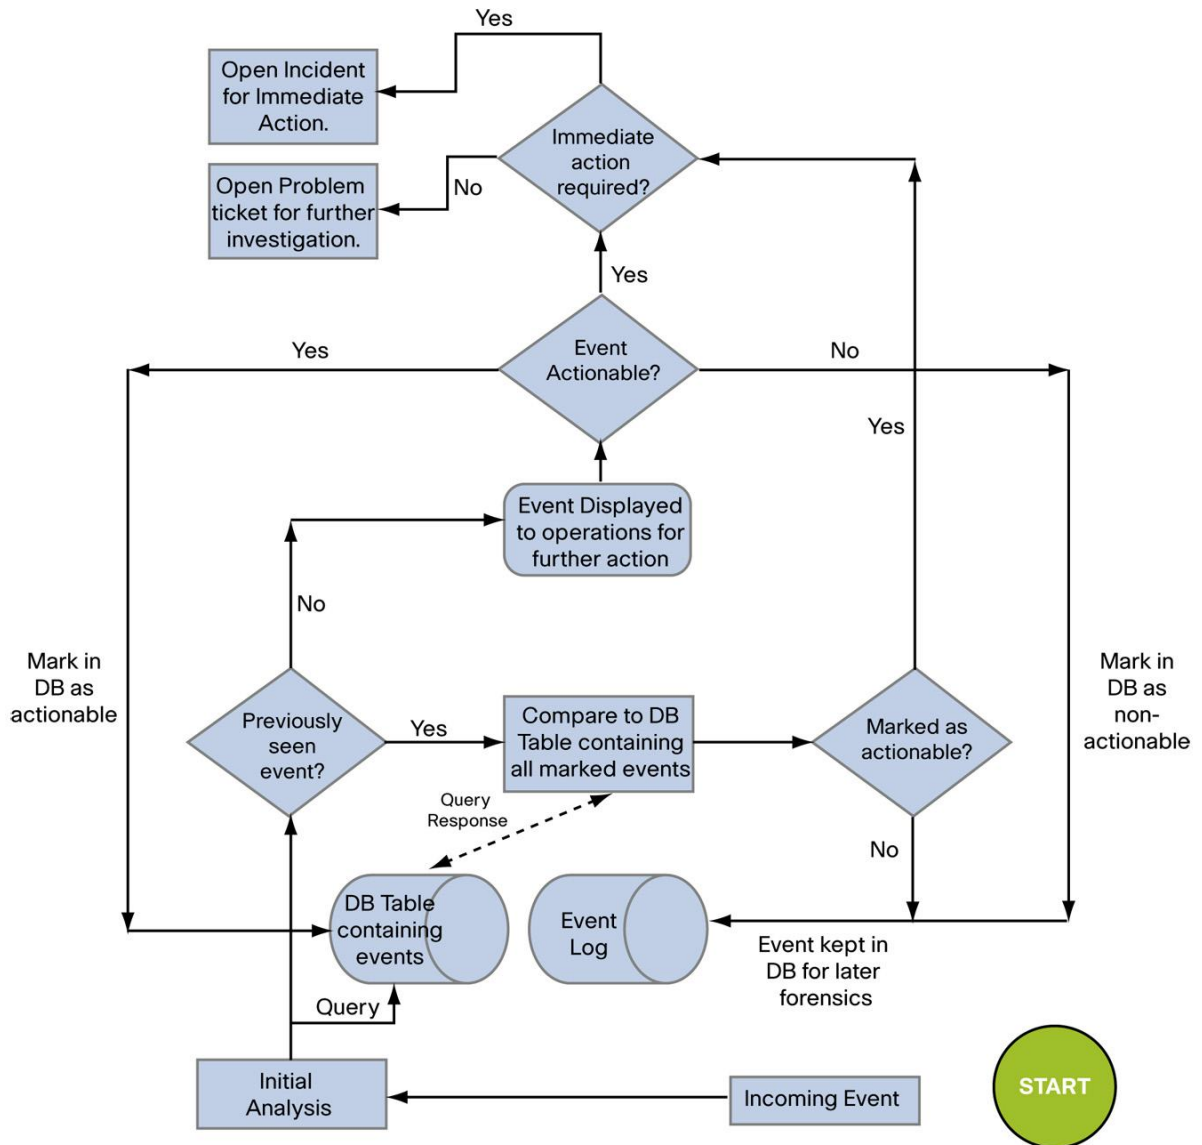 Yes
Open Incident
for Immediate
Action.
Immediate
action
required?
No
Open Problem
ticket for further
investigation.
Yes
Yes
Event
Actionable?
No
Yes
Event Displayed
to operations for
further action
No
Mark in
DB as
actionable
Previously
seen
event?
Yes
Compare to DB
Table containing
all marked events
Marked as
actionable?
Mark in
DB as
non-
actionable
Query
Response
No
DB Table
containing
events
Event
Log
Event kept in
DB for later
forensics
Query
Initial
Analysis
Incoming Event
START